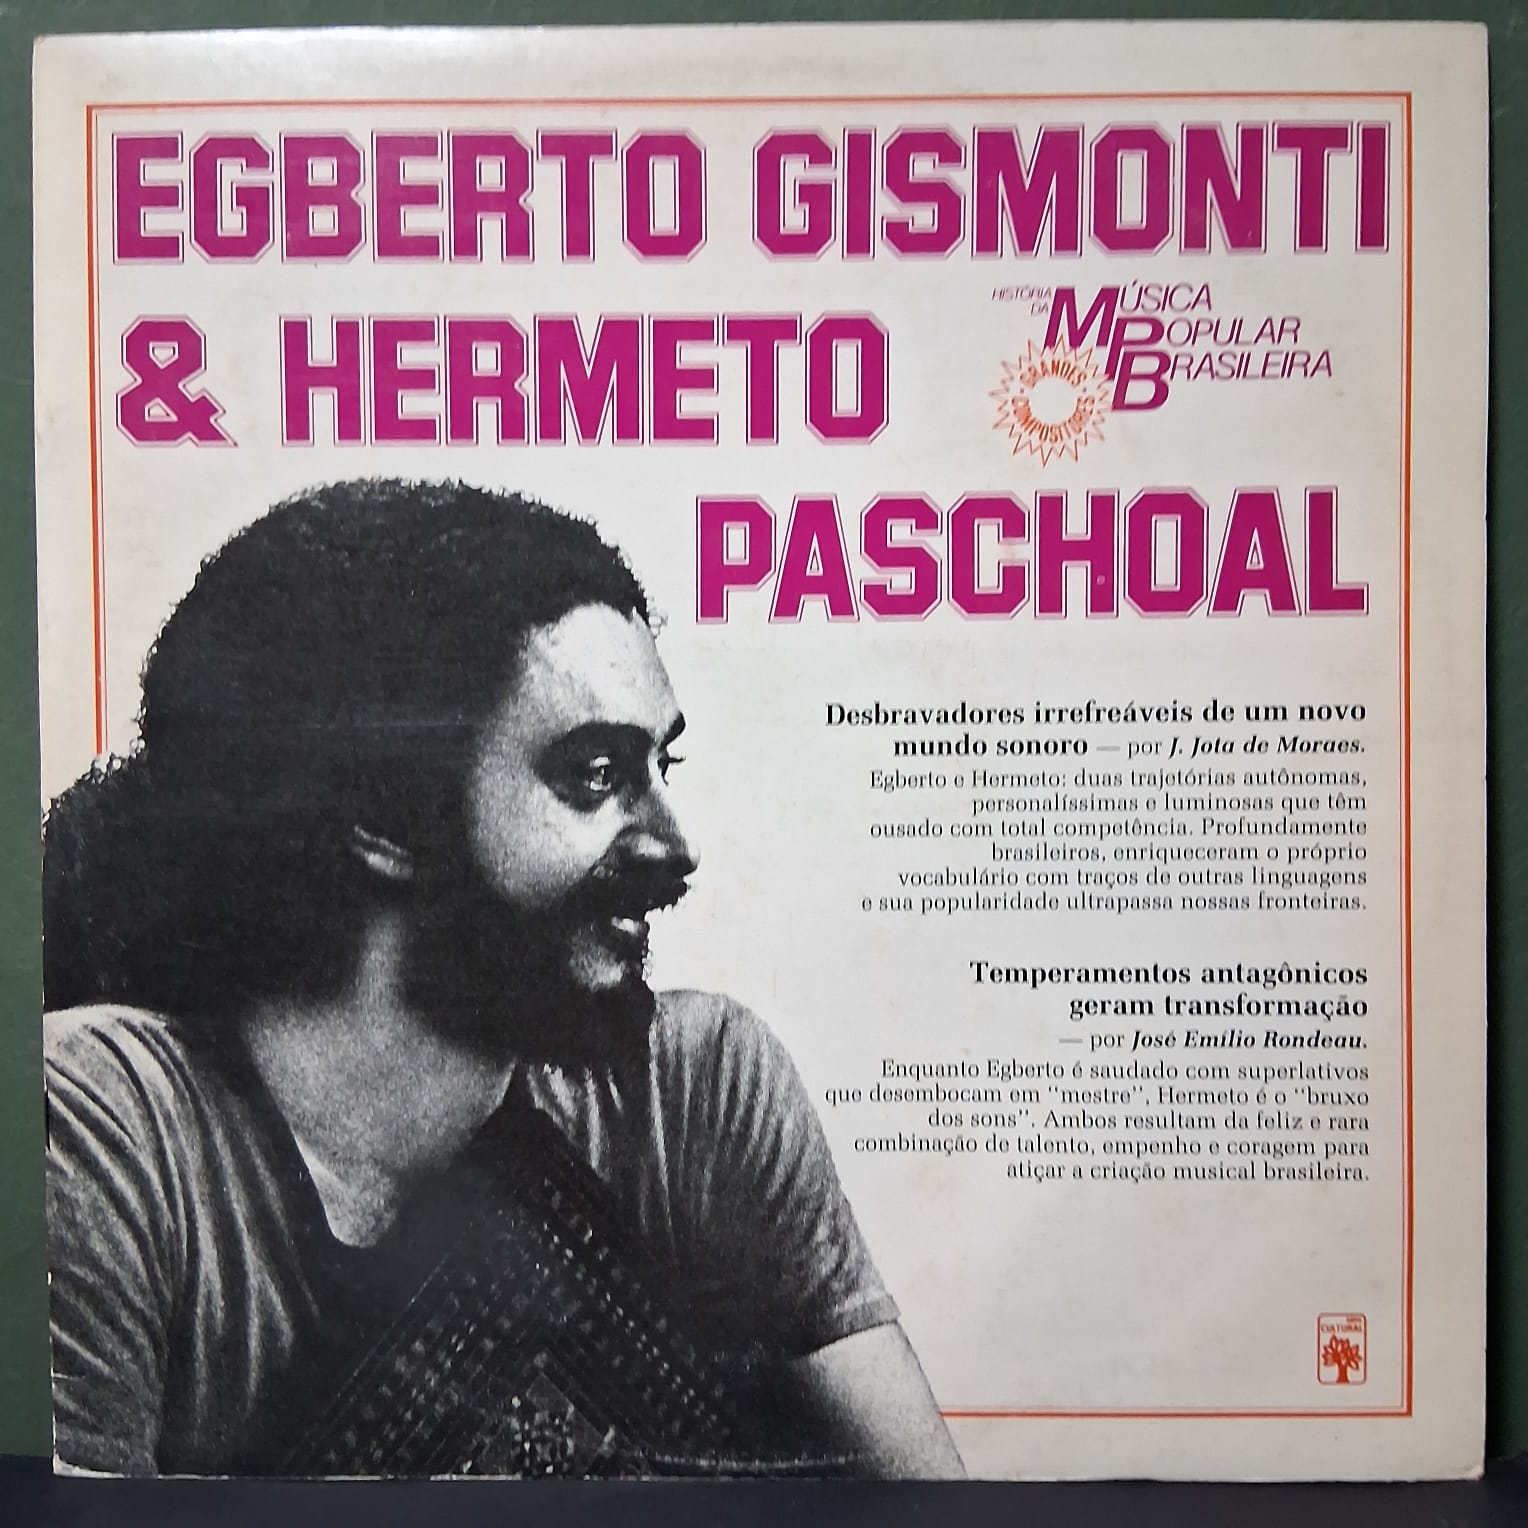 EGBERTO GISMONTI
& HERMETO
PASCHOAL
HISTÓRIA
DA
MÚSICA
POPULAR
BRASILEIRA
GRANDES
COMPOSITORES
Desbravadores irrefreáveis de um novo
mundo sonoro — por J. Jota de Moraes.
Egberto e Hermeto: duas trajetórias autônomas,
personalíssimas e luminosas que têm
ousado com total competência. Profundamente
brasileiros, enriqueceram o próprio
vocabulário com traços de outras linguagens
e sua popularidade ultrapassa nossas fronteiras.
Temperamentos antagônicos
geram transformação
— por José Emílio Rondeau.
Enquanto Egberto é saudado com superlativos
que desembocam em "mestre", Hermeto é o "bruxo
dos sons". Ambos resultam da feliz e rara
combinação de talento, empenho e coragem para
atiçar a criação musical brasileira.
CULTURAL